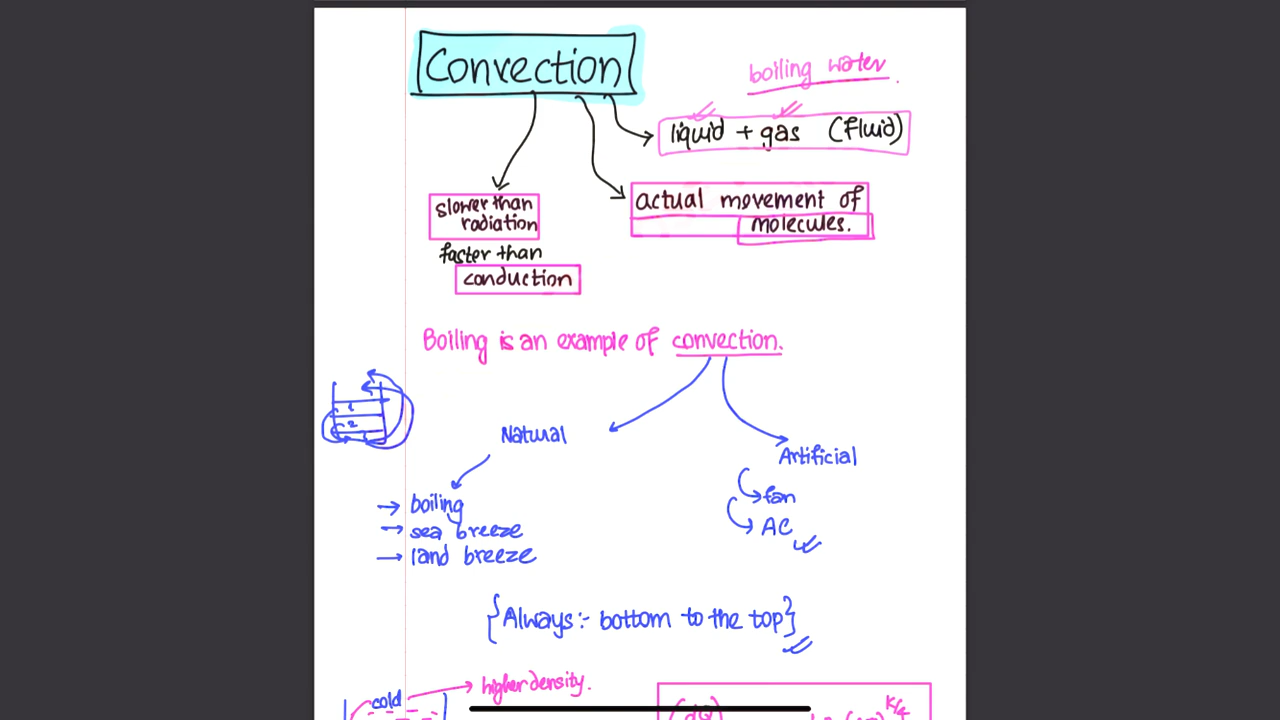 Convection
boiling water.
liquid + gas (fluid)
slower than
radiation
faster than
conduction
actual movement of
molecules.
Boiling is an example of convection.
1
2
Natural
Artificial
→ boiling
→ sea breeze
→ land breeze
fan
AC
{Always:- bottom to the top}
cold
→ higher density.